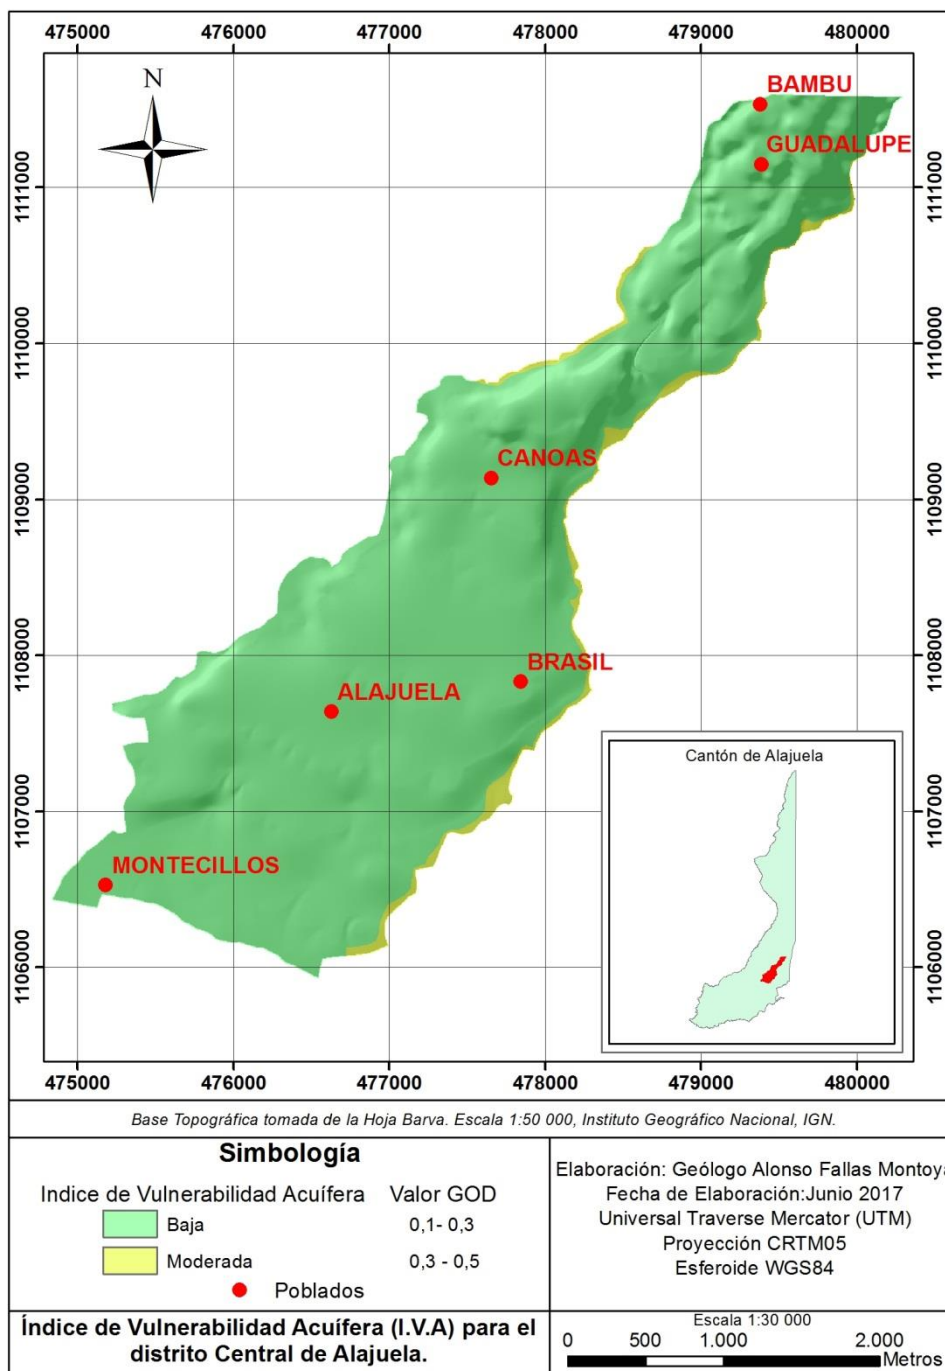 475000 476000 477000 478000 479000 480000
N
BAMBU
GUADALUPE
1111000 1111000
1110000 1110000
CANOAS
1109000 1109000
1108000 1108000
BRASIL
ALAJUELA
Cantón de Alajuela
1107000 1107000
MONTECILLOS
1106000 1106000
475000 476000 477000 478000 479000 480000
Base Topográfica tomada de la Hoja Barva. Escala 1:50 000, Instituto Geográfico Nacional, IGN.
Simbología
Indice de Vulnerabilidad Acuífera Valor GOD
Baja 0,1- 0,3
Moderada 0,3 - 0,5
Poblados
Índice de Vulnerabilidad Acuífera (I.V.A) para el
distrito Central de Alajuela.
Elaboración: Geólogo Alonso Fallas Montoya
Fecha de Elaboración:Junio 2017
Universal Traverse Mercator (UTM)
Proyección CRTM05
Esferoide WGS84
Escala 1:30 000
0 500 1.000 2.000
Metros